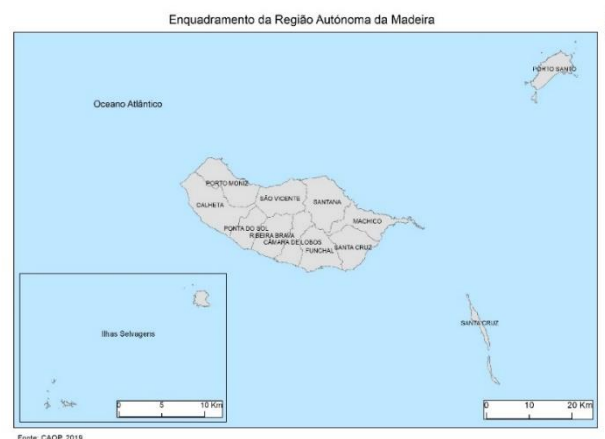 Enquadramento da Região Autónoma da Madeira
PORTO SANTO
Oceano Atlântico
PORTO MONIZ
SÃO VICENTE
SANTANA
CALHETA
MACHICO
PONTA DO SOL
RIBEIRA BRAVA
CÂMARA DE LOBOS
FUNCHAL
SANTA CRUZ
Ilhas Selvagens
SANTA CRUZ
0 5 10 Km
0 10 20 Km
Fonte: CAOP, 2019